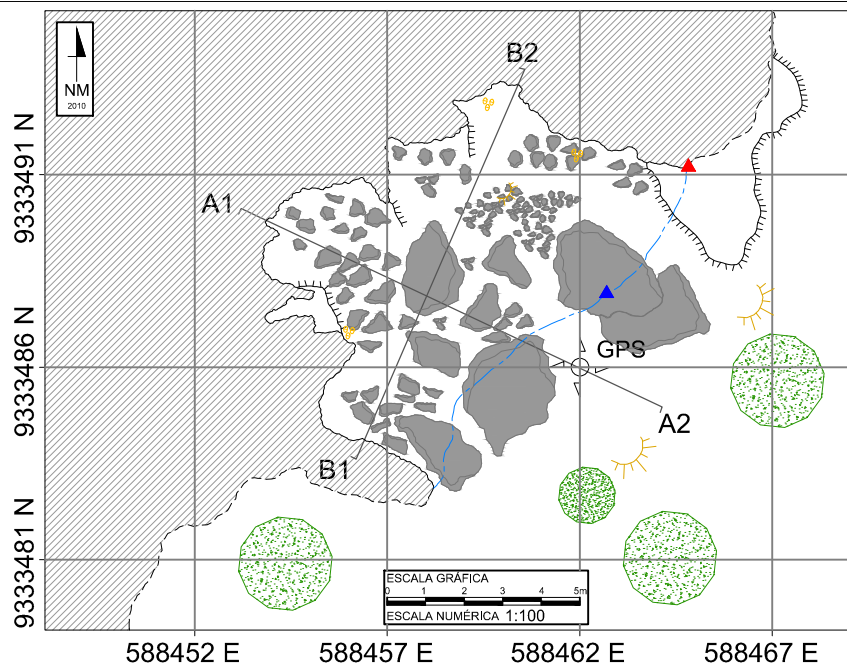 NM
2010
B2
9333491 N
A1
9333486 N
GPS
A2
B1
9333481 N
ESCALA GRÁFICA
0 1 2 3 4 5m
ESCALA NUMÉRICA 1:100
588452 E 588457 E 588462 E 588467 E